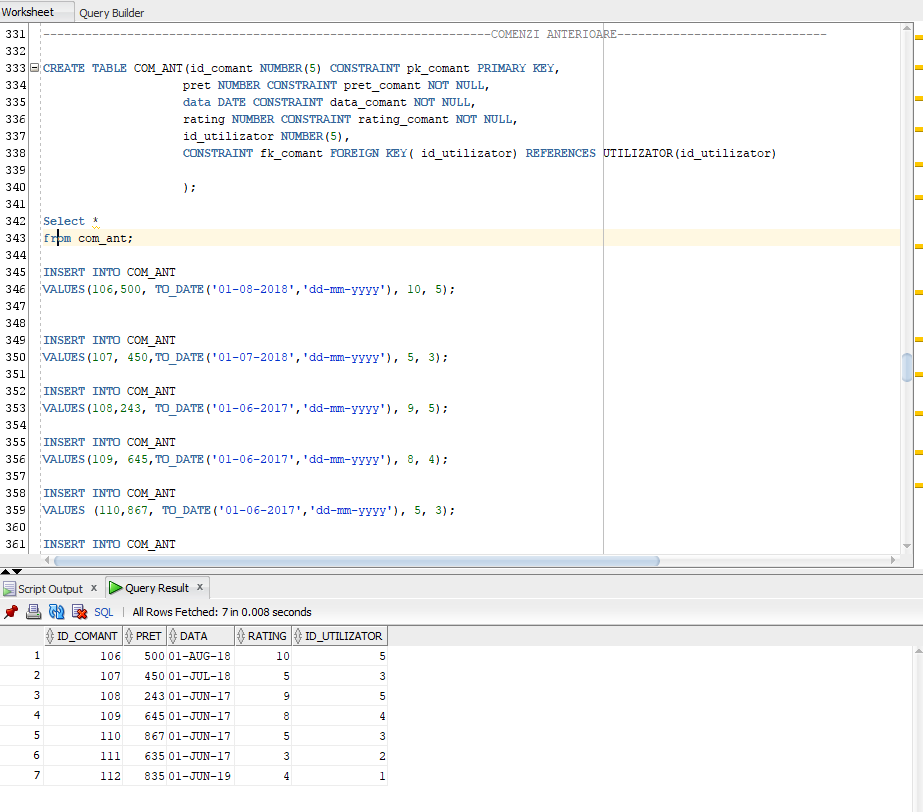 Worksheet Query Builder
331 ----------------------------------------------------------------COMENZI ANTERIOARE------------------------------
332
333 CREATE TABLE COM_ANT(id_comant NUMBER(5) CONSTRAINT pk_comant PRIMARY KEY,
334 pret NUMBER CONSTRAINT pret_comant NOT NULL,
335 data DATE CONSTRAINT data_comant NOT NULL,
336 rating NUMBER CONSTRAINT rating_comant NOT NULL,
337 id_utilizator NUMBER(5),
338 CONSTRAINT fk_comant FOREIGN KEY( id_utilizator) REFERENCES UTILIZATOR(id_utilizator)
339
340 );
341
342 Select *
343 from com_ant;
344
345 INSERT INTO COM_ANT
346 VALUES(106,500, TO_DATE('01-08-2018','dd-mm-yyyy'), 10, 5);
347
348
349 INSERT INTO COM_ANT
350 VALUES(107, 450,TO_DATE('01-07-2018','dd-mm-yyyy'), 5, 3);
351
352 INSERT INTO COM_ANT
353 VALUES(108,243, TO_DATE('01-06-2017','dd-mm-yyyy'), 9, 5);
354
355 INSERT INTO COM_ANT
356 VALUES(109, 645,TO_DATE('01-06-2017','dd-mm-yyyy'), 8, 4);
357
358 INSERT INTO COM_ANT
359 VALUES (110,867, TO_DATE('01-06-2017','dd-mm-yyyy'), 5, 3);
360
361 INSERT INTO COM_ANT
Script Output x Query Result x
SQL | All Rows Fetched: 7 in 0.008 seconds
ID_COMANT PRET DATA RATING ID_UTILIZATOR
1 106 500 01-AUG-18 10 5
2 107 450 01-JUL-18 5 3
3 108 243 01-JUN-17 9 5
4 109 645 01-JUN-17 8 4
5 110 867 01-JUN-17 5 3
6 111 635 01-JUN-17 3 2
7 112 835 01-JUN-19 4 1